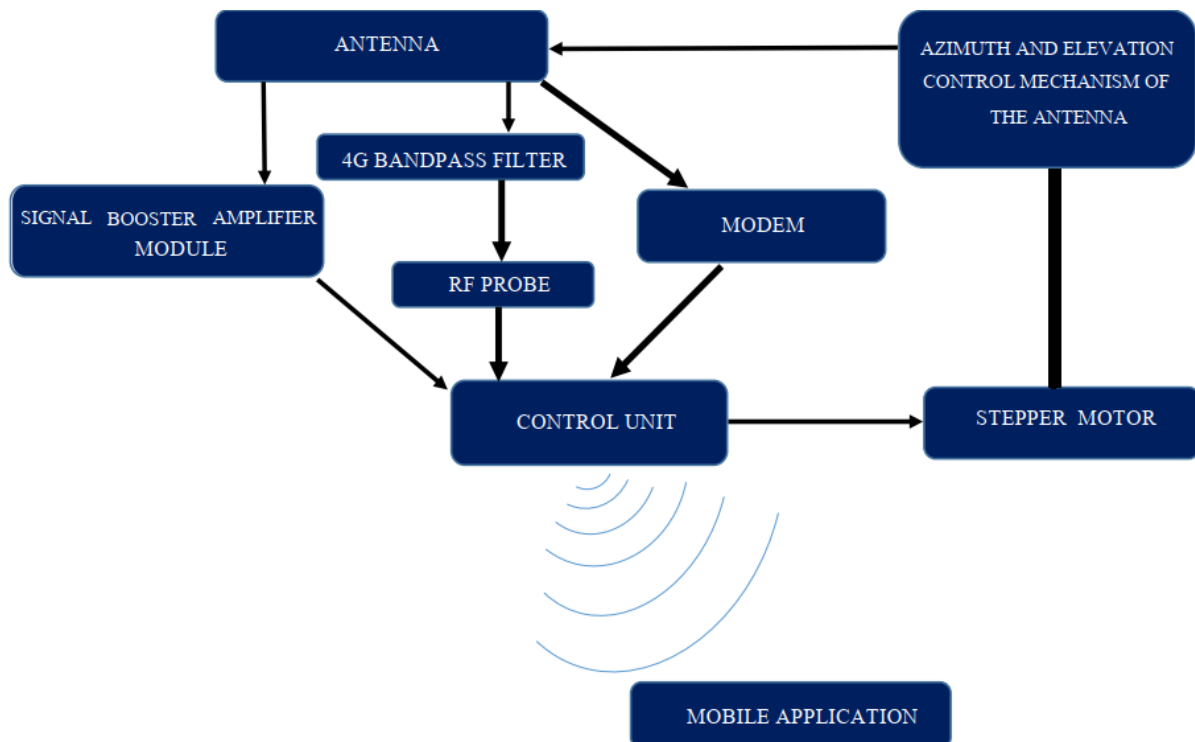 ANTENNA
AZIMUTH AND ELEVATION
CONTROL MECHANISM OF
THE ANTENNA
4G BANDPASS FILTER
SIGNAL BOOSTER AMPLIFIER
MODULE
MODEM
RF PROBE
CONTROL UNIT
STEPPER MOTOR
MOBILE APPLICATION